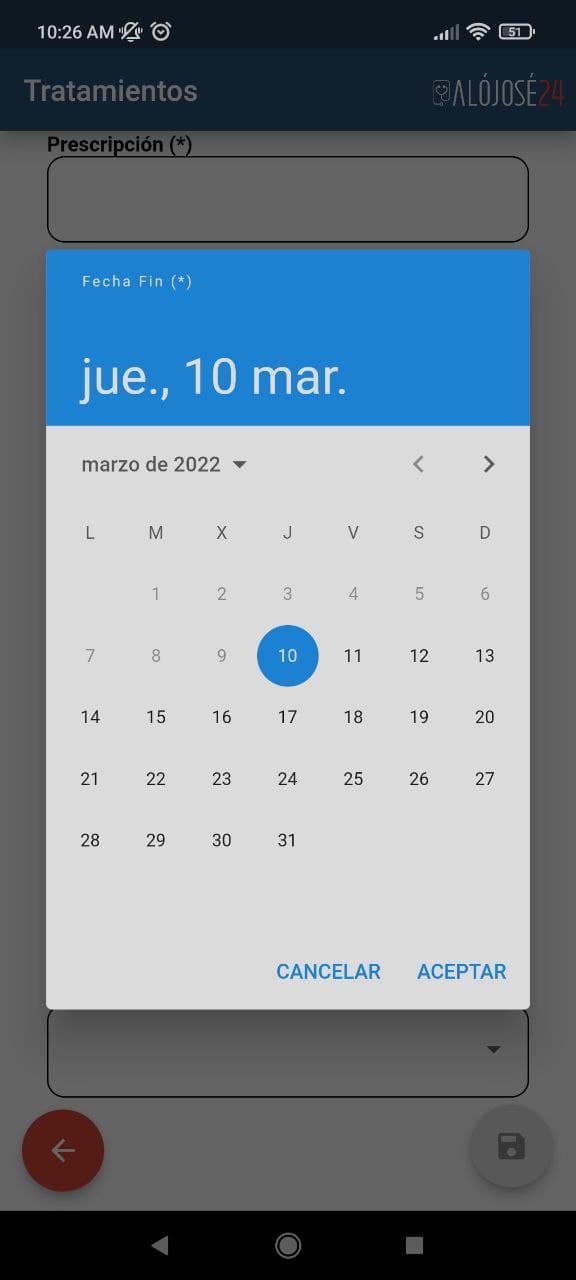 10:26 AM 51
Tratamientos ALÓJOSÉ24
Prescripción (*)
Fecha Fin (*)
jue., 10 mar.
marzo de 2022
L M X J V S D
1 2 3 4 5 6
7 8 9 10 11 12 13
14 15 16 17 18 19 20
21 22 23 24 25 26 27
28 29 30 31
CANCELAR ACEPTAR